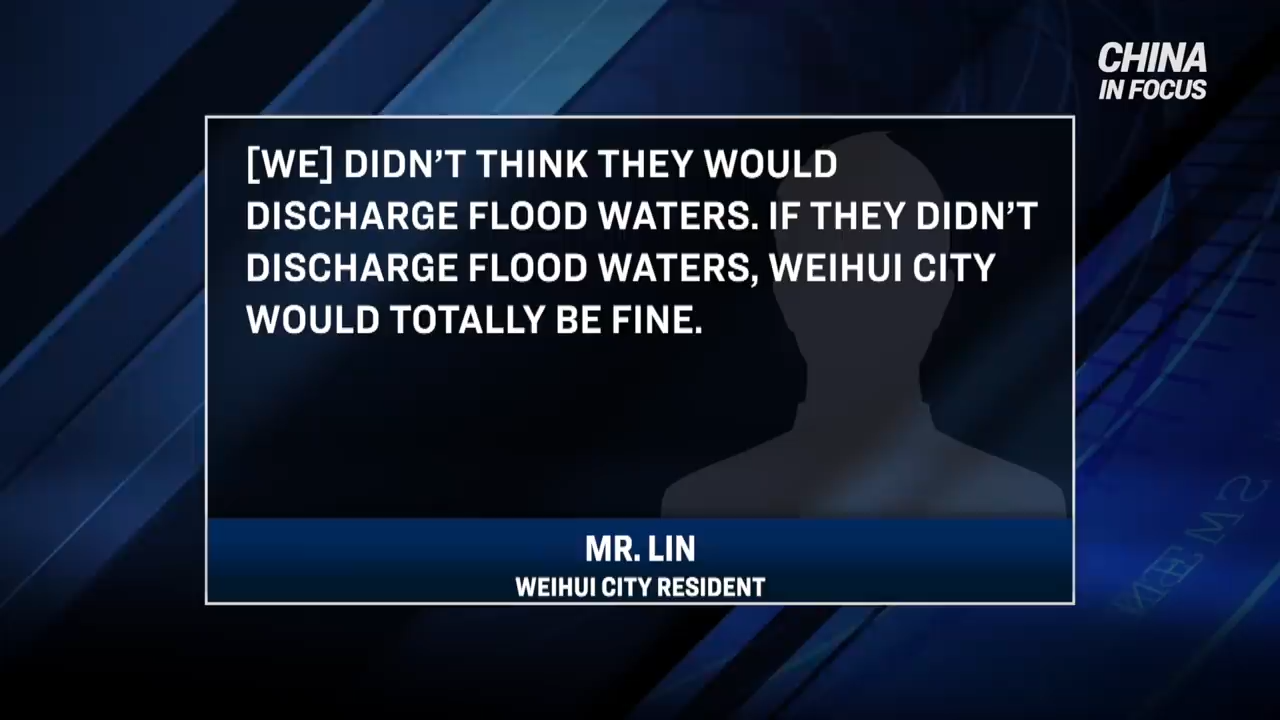 CHINA
IN FOCUS
[WE] DIDN’T THINK THEY WOULD
DISCHARGE FLOOD WATERS. IF THEY DIDN’T
DISCHARGE FLOOD WATERS, WEIHUI CITY
WOULD TOTALLY BE FINE.
MR. LIN
WEIHUI CITY RESIDENT